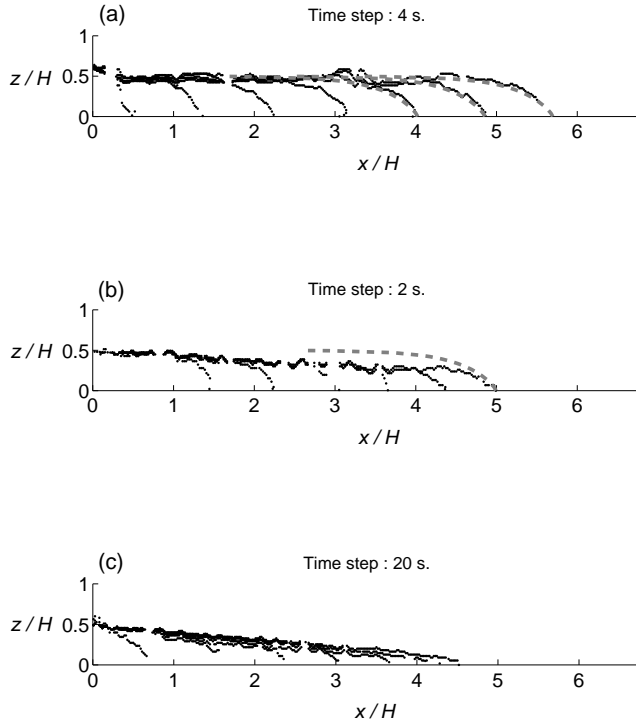 (a)
Time step : 4 s.
1
z / H 0.5
0
0 1 2 3 4 5 6
x / H
(b)
Time step : 2 s.
1
z / H 0.5
0
0 1 2 3 4 5 6
x / H
(c)
Time step : 20 s.
1
z / H 0.5
0
0 1 2 3 4 5 6
x / H